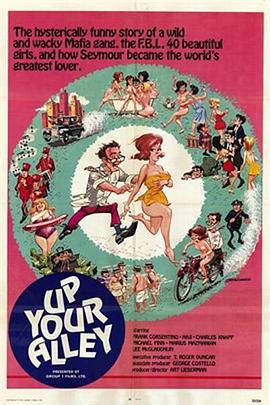 The hysterically funny story of a wild
and wacky Mafia gang, the F.B.I., 40 beautiful
girls, and how Seymour became the world's
greatest lover.
UP
YOUR
ALLEY
PRESENTED BY
GROUP 1 FILMS, LTD.
starring
FRANK CORSENTINO · HAJI · CHARLES KNAPP
MICHAEL FINN · MARIUS MAZMANIAN
LEE McLAUGHLIN
executive producer T. ROGER DUNCAN
associate producer GEORGE COSTELLO
producer/director ART LIEBERMAN